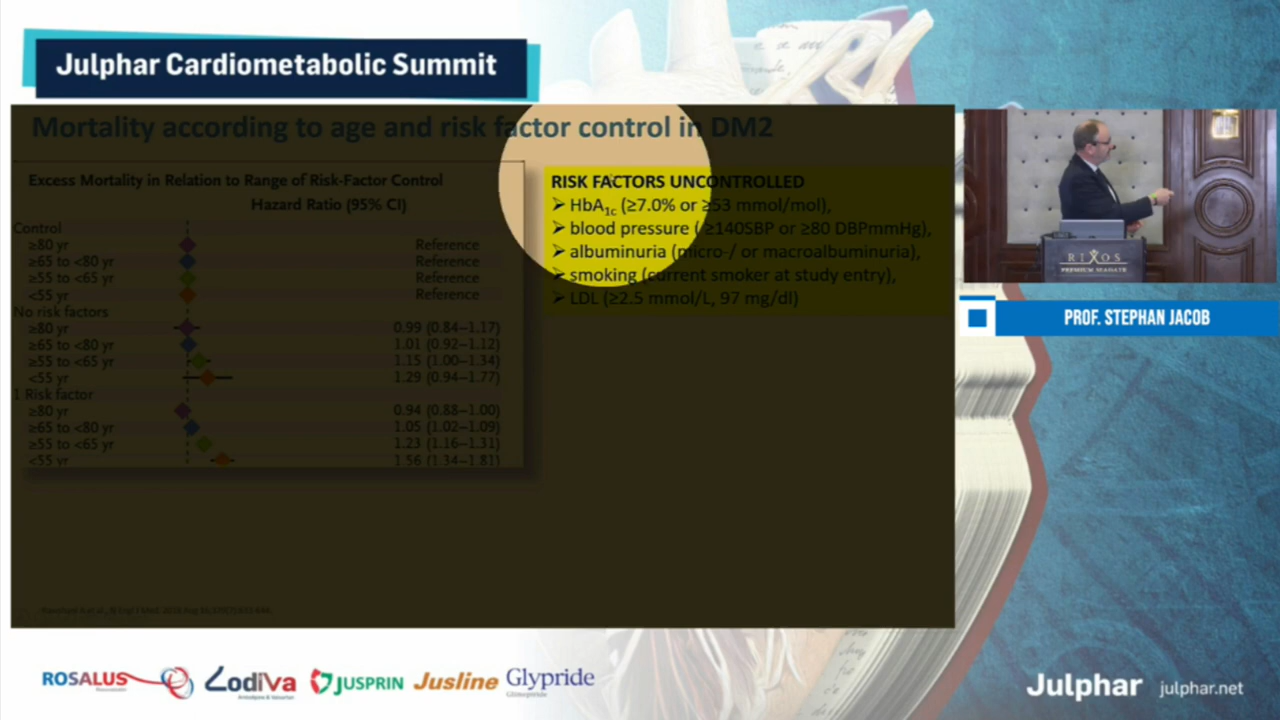 Julphar Cardiometabolic Summit
Mortality according to age and risk factor control in DM2
Excess Mortality in Relation to Range of Risk-Factor Control
Hazard Ratio (95% CI)
Control
≥80 yr Reference
≥65 to <80 yr Reference
≥55 to <65 yr Reference
<55 yr Reference
No risk factors
≥80 yr 0.99 (0.84–1.17)
≥65 to <80 yr 1.01 (0.92–1.12)
≥55 to <65 yr 1.15 (1.00–1.34)
<55 yr 1.29 (0.94–1.77)
1 Risk factor
≥80 yr 0.94 (0.88–1.00)
≥65 to <80 yr 1.05 (1.02–1.09)
≥55 to <65 yr 1.23 (1.16–1.31)
<55 yr 1.56 (1.34–1.81)
RISK FACTORS UNCONTROLLED
➢ HbA1c (≥7.0% or ≥53 mmol/mol),
➢ blood pressure ( ≥140SBP or ≥80 DBPmmHg),
➢ albuminuria (micro-/ or macroalbuminuria),
➢ smoking (current smoker at study entry),
➢ LDL (≥2.5 mmol/L, 97 mg/dl)
RIXOS
PREMIUM
PROF. STEPHAN JACOB
ROSALUS
Lodiva
Amlodipine & Valsartan
JUSPRIN
Jusline
Glypride
Glimepiride
Julphar
julphar.net